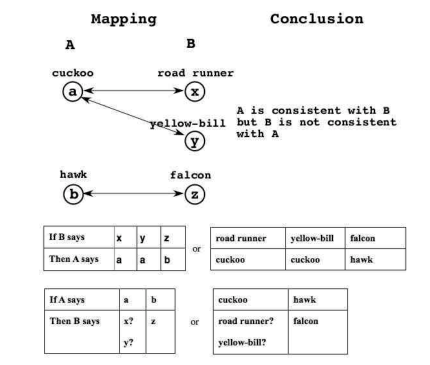 Mapping Conclusion
A B
cuckoo road runner
a x
yellow-bill
y
A is consistent with B
but B is not consistent
with A
hawk falcon
b z
If B says x y z
Then A says a a b
or
road runner yellow-bill falcon
cuckoo cuckoo hawk
If A says a b
Then B says x? z
y?
or
cuckoo hawk
road runner? falcon
yellow-bill?